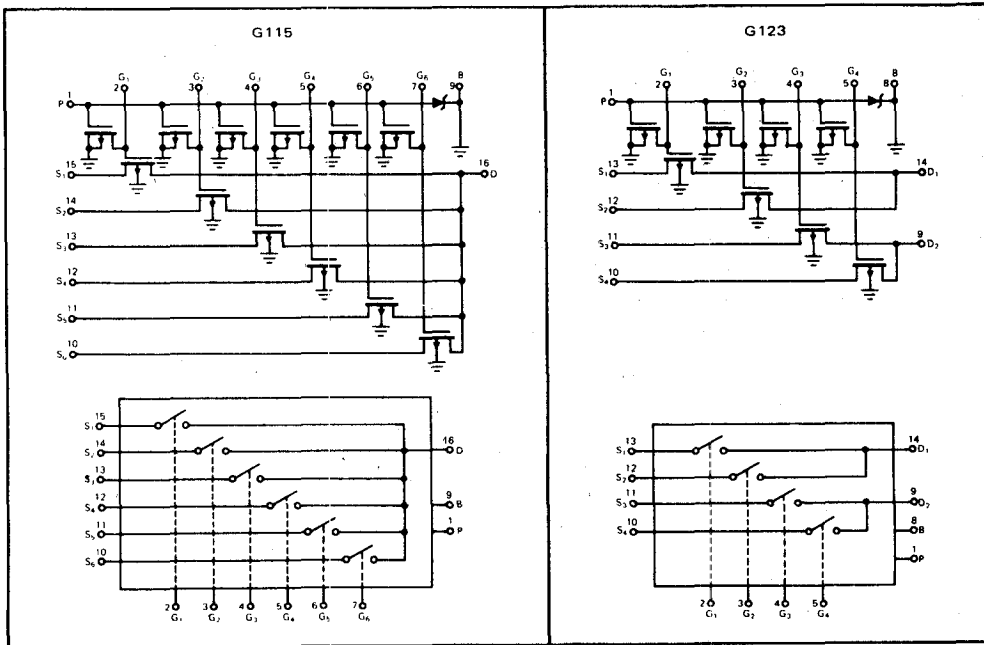 G115
G₁ G₂ G₃ G₄ G₅ G₆ B
1 2 3 4 5 6 7 9
P
15 16
S₁ D
14
S₂
13
S₃
12
S₄
11
S₅
10
S₆
15
S₁
14 16
S₂ D
13
S₃
12 9
S₄ B
11 1
S₅ P
10
S₆
2 3 4 5 6 7
G₁ G₂ G₃ G₄ G₅ G₆
G123
G₁ G₂ G₃ G₄ B
1 2 3 4 5 8
P
13 14
S₁ D₁
12
S₂
11 9
S₃ D₂
10
S₄
13 14
S₁ D₁
12
S₂
11 9
S₃ D₂
10 8
S₄ B
1
P
2 3 4 5
G₁ G₂ G₃ G₄